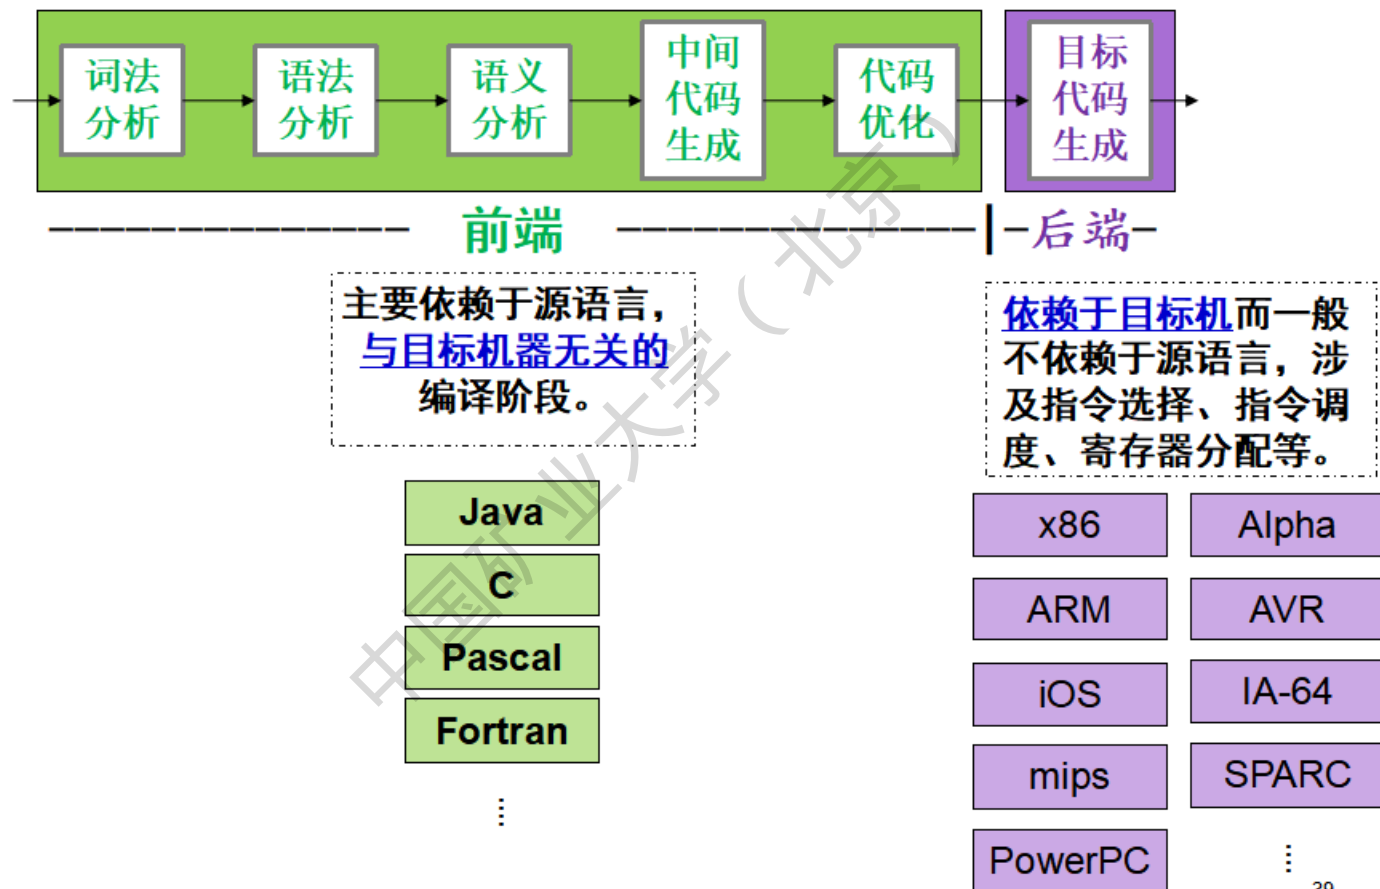 词法
分析
语法
分析
语义
分析
中间
代码
生成
代码
优化
目标
代码
生成
前端
后端
主要依赖于源语言，
与目标机器无关的
编译阶段。
依赖于目标机而一般
不依赖于源语言，涉
及指令选择、指令调
度、寄存器分配等。
Java
C
Pascal
Fortran
⋮
x86
Alpha
ARM
AVR
iOS
IA-64
mips
SPARC
PowerPC
⋮
中国矿业大学（北京）